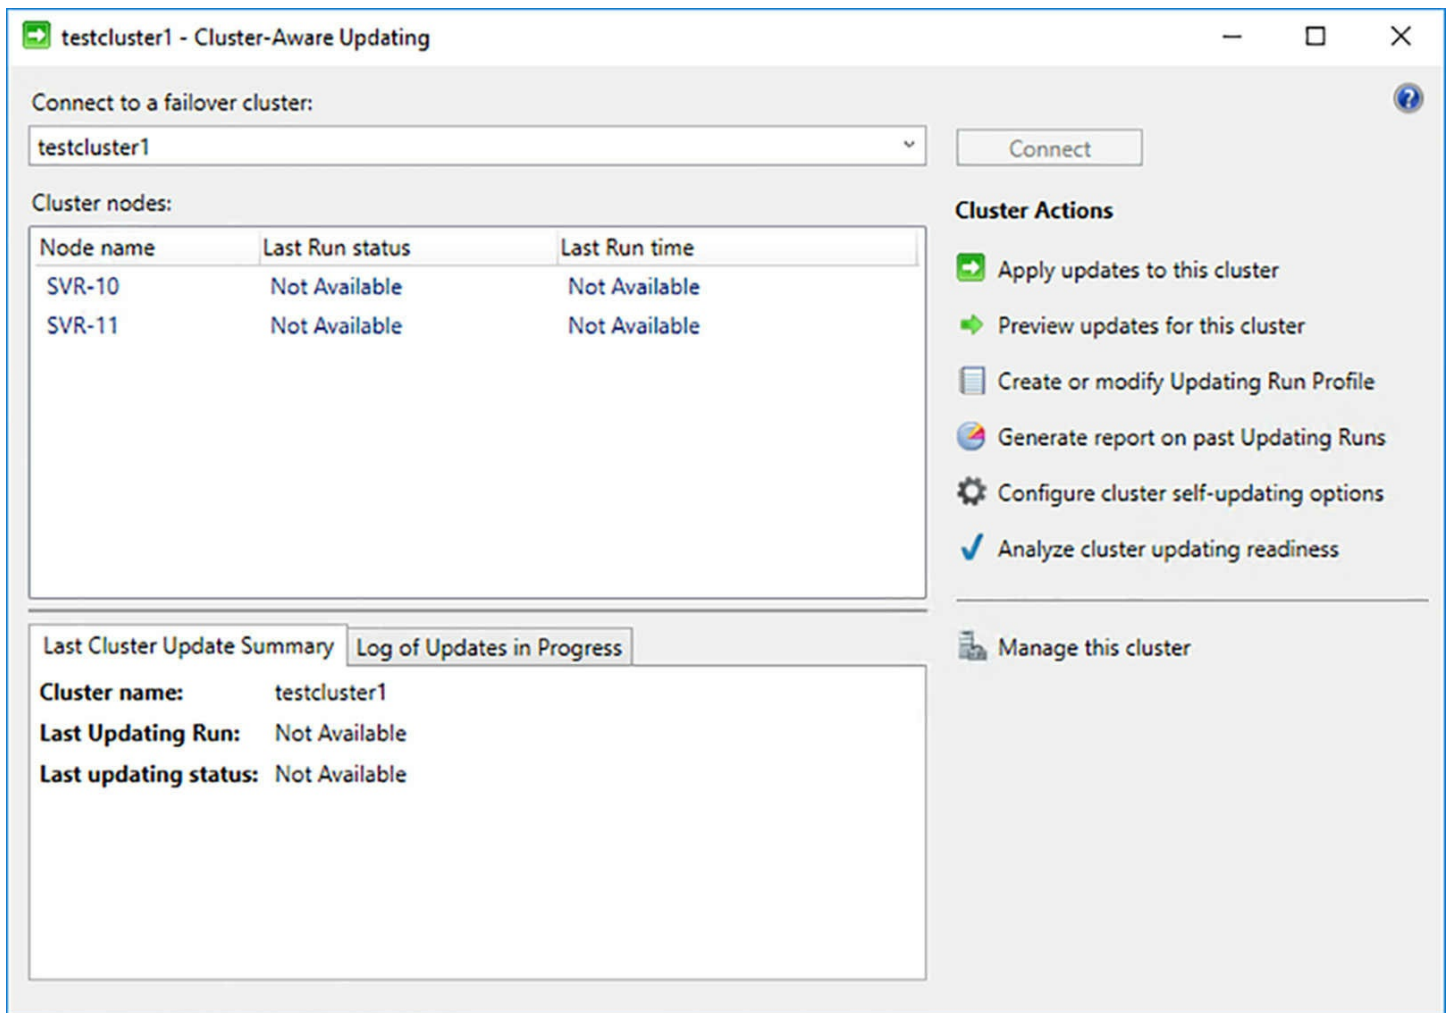 testcluster1 - Cluster-Aware Updating
Connect to a failover cluster:
testcluster1
Connect
Cluster nodes:
Node name Last Run status Last Run time
SVR-10 Not Available Not Available
SVR-11 Not Available Not Available
Cluster Actions
Apply updates to this cluster
Preview updates for this cluster
Create or modify Updating Run Profile
Generate report on past Updating Runs
Configure cluster self-updating options
Analyze cluster updating readiness
Manage this cluster
Last Cluster Update Summary Log of Updates in Progress
Cluster name: testcluster1
Last Updating Run: Not Available
Last updating status: Not Available